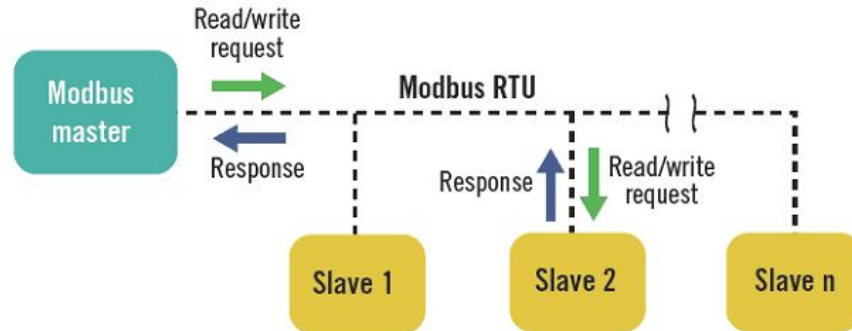 Read/write
request
Modbus
master
Modbus RTU
Response
Response
Read/write
request
Slave 1
Slave 2
Slave n